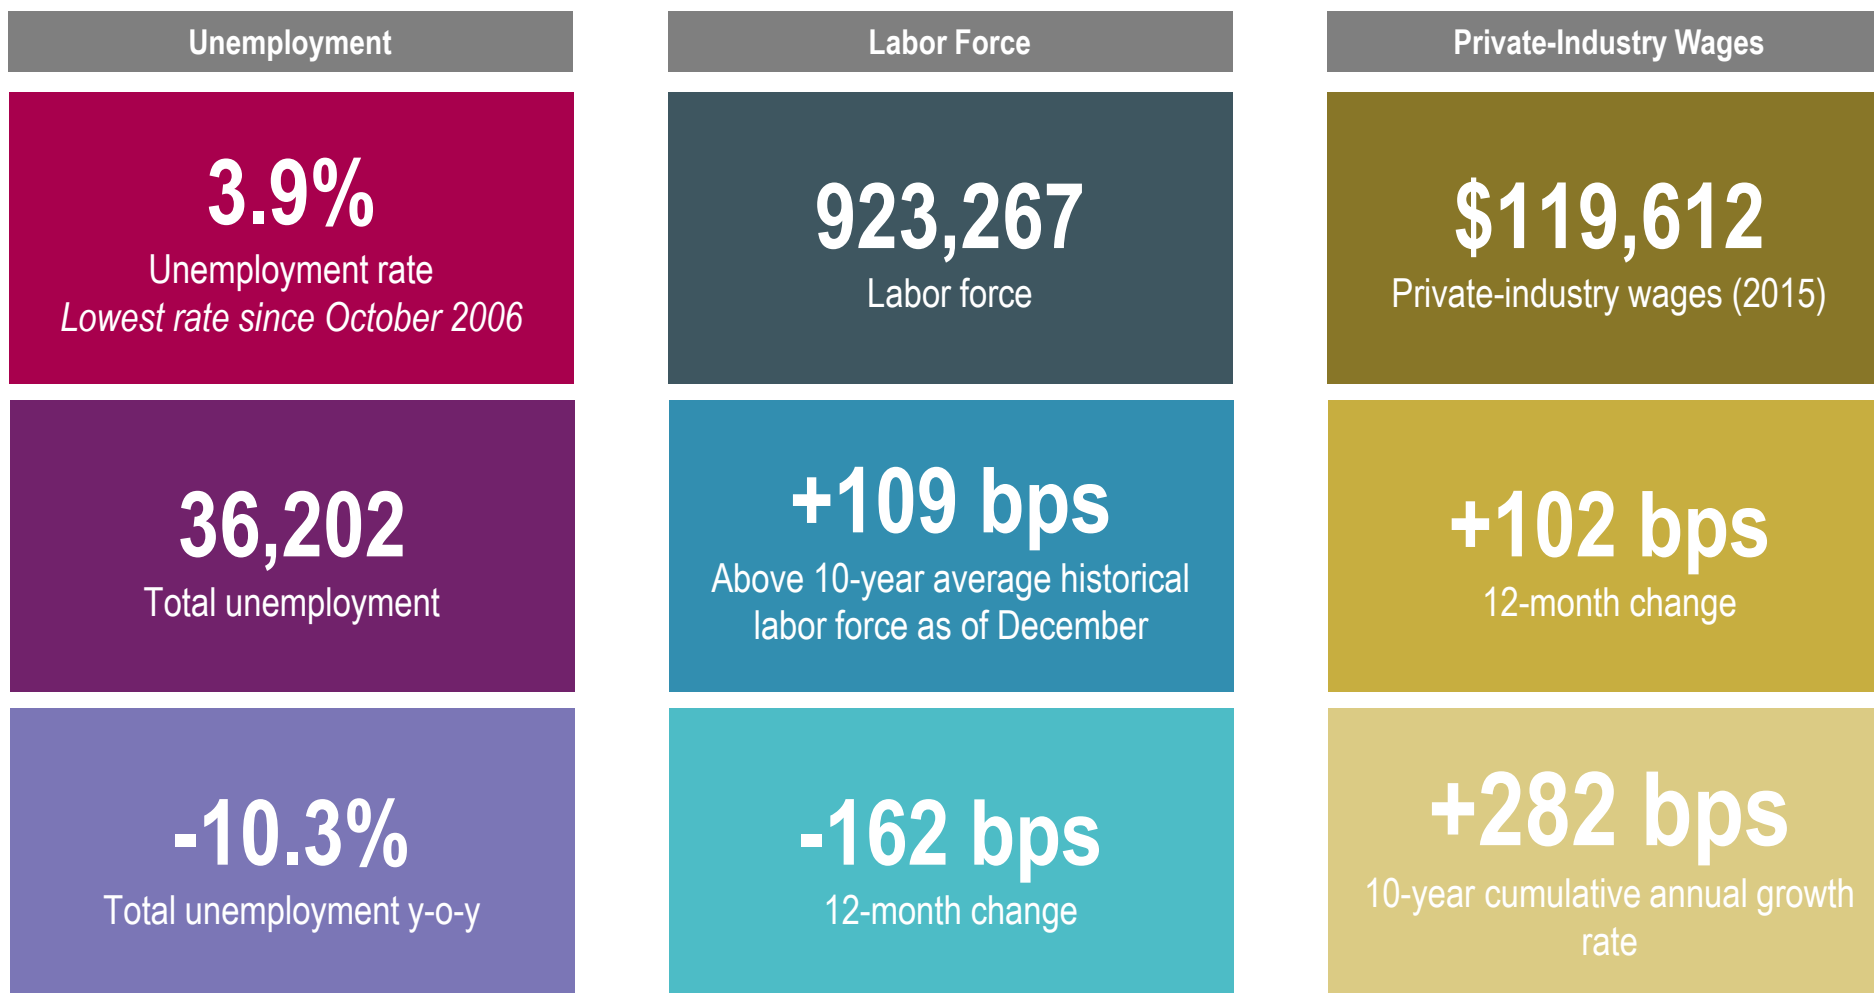 Unemployment
3.9%
Unemployment rate
Lowest rate since October 2006
36,202
Total unemployment
-10.3%
Total unemployment y-o-y
Labor Force
923,267
Labor force
+109 bps
Above 10-year average historical
labor force as of December
-162 bps
12-month change
Private-Industry Wages
$119,612
Private-industry wages (2015)
+102 bps
12-month change
+282 bps
10-year cumulative annual growth
rate